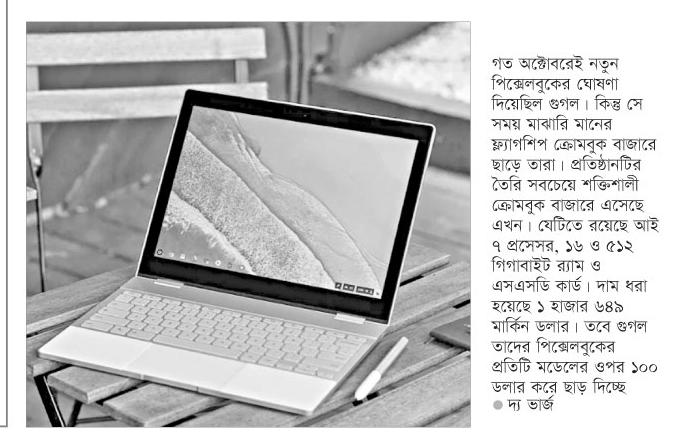 গত অক্টোবরেই নতুন
পিক্সেলবুকের ঘোষণা
দিয়েছিল গুগল। কিন্তু সে
সময় মাঝারি মানের
ফ্ল্যাগশিপ ক্রোমবুক বাজারে
ছাড়ে তারা। প্রতিষ্ঠানটির
তৈরি সবচেয়ে শক্তিশালী
ক্রোমবুক বাজারে এসেছে
এখন। যেটিতে রয়েছে আই
৭ প্রসেসর, ১৬ ও ৫১২
গিগাবাইট র‍্যাম ও
এসএসডি কার্ড। দাম ধরা
হয়েছে ১ হাজার ৬৪৯
মার্কিন ডলার। তবে গুগল
তাদের পিক্সেলবুকের
প্রতিটি মডেলের ওপর ১০০
ডলার করে ছাড় দিচ্ছে
● দ্য ভার্জ